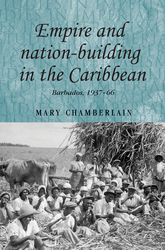 Empire and
nation-building
in the Caribbean
Barbados, 1937–66
MARY CHAMBERLAIN